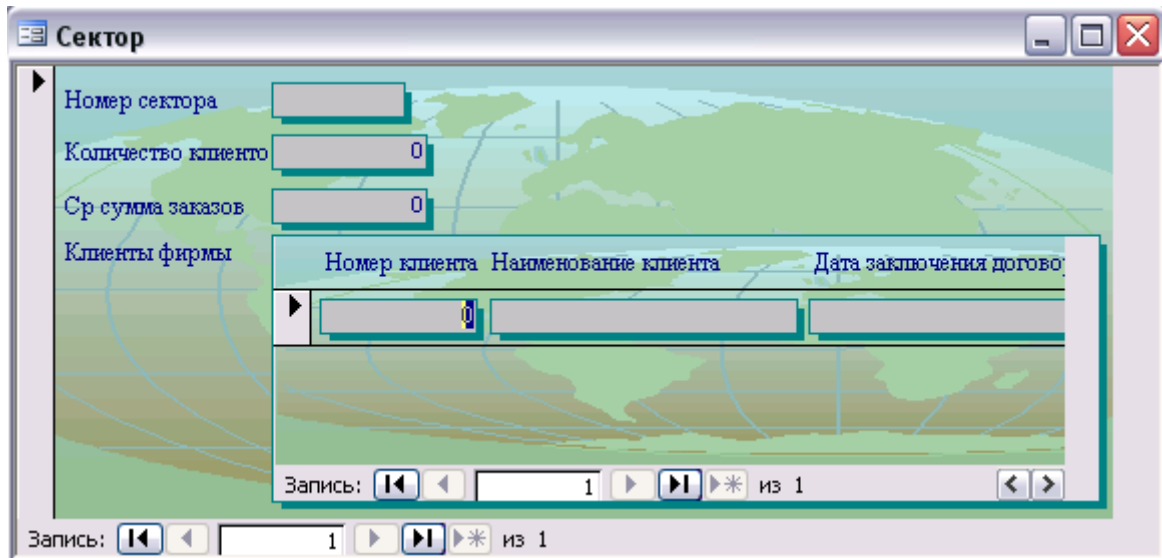 Сектор
Номер сектора
Количество клиенто 0
Ср сумма заказов 0
Клиенты фирмы
Номер клиента Наименование клиента Дата заключения догово
0
Запись: 1 из 1
Запись: 1 из 1